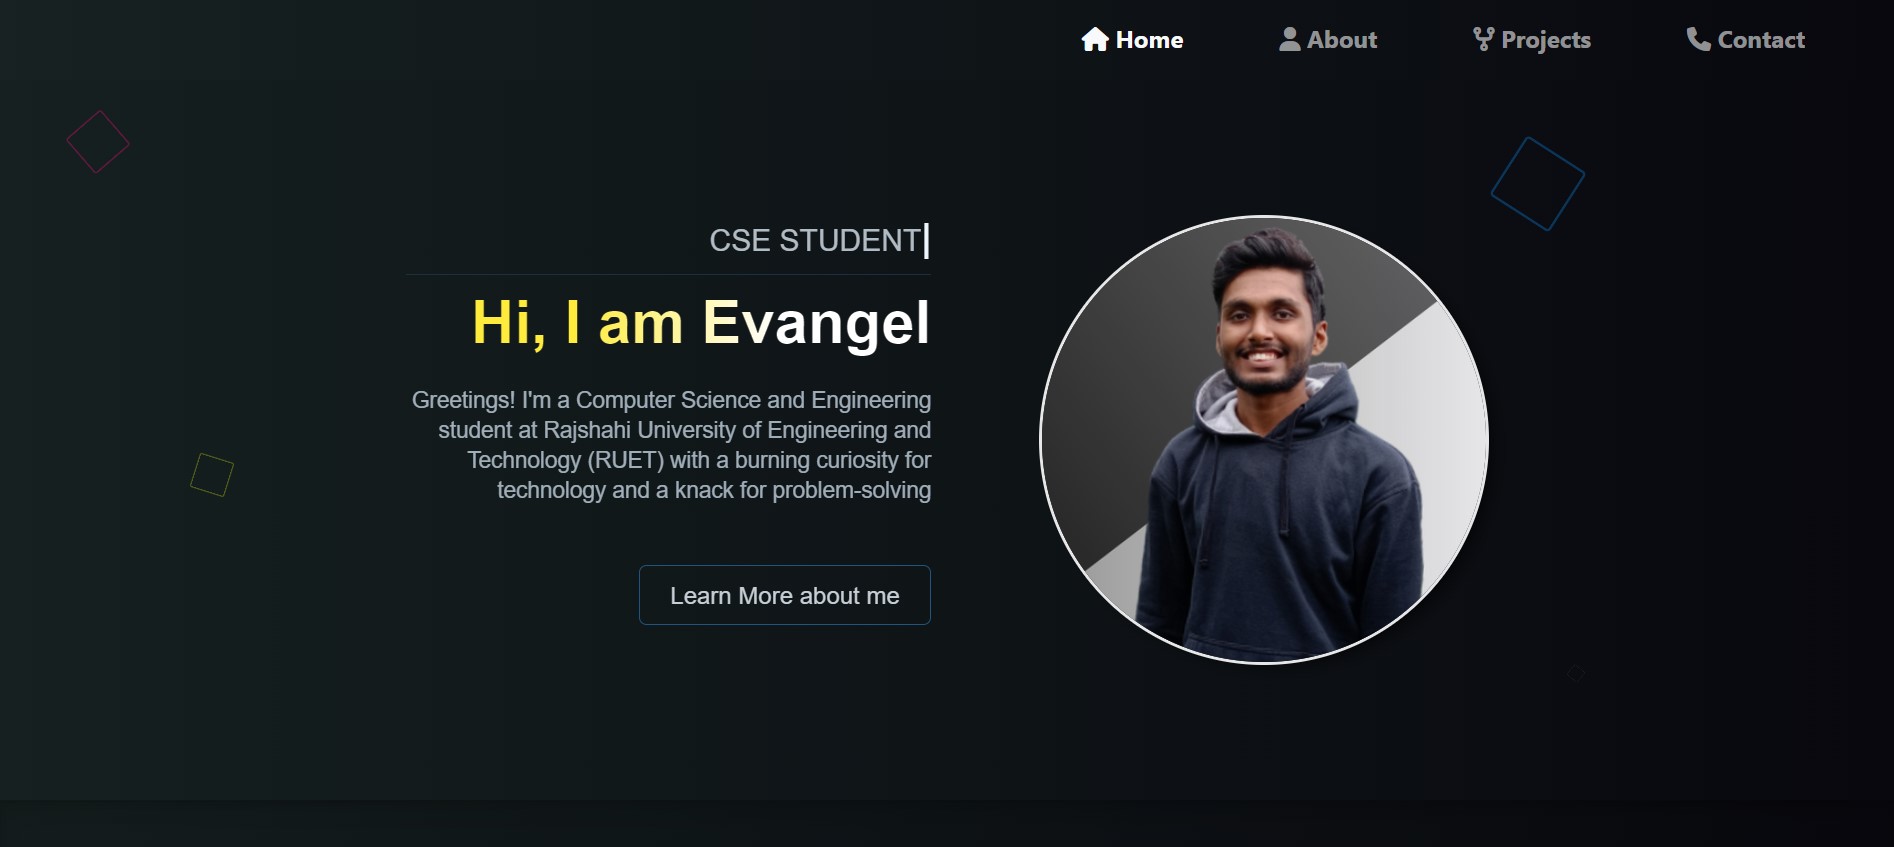 Home About Projects Contact
CSE STUDENT
Hi, I am Evangel
Greetings! I'm a Computer Science and Engineering
student at Rajshahi University of Engineering and
Technology (RUET) with a burning curiosity for
technology and a knack for problem-solving
Learn More about me